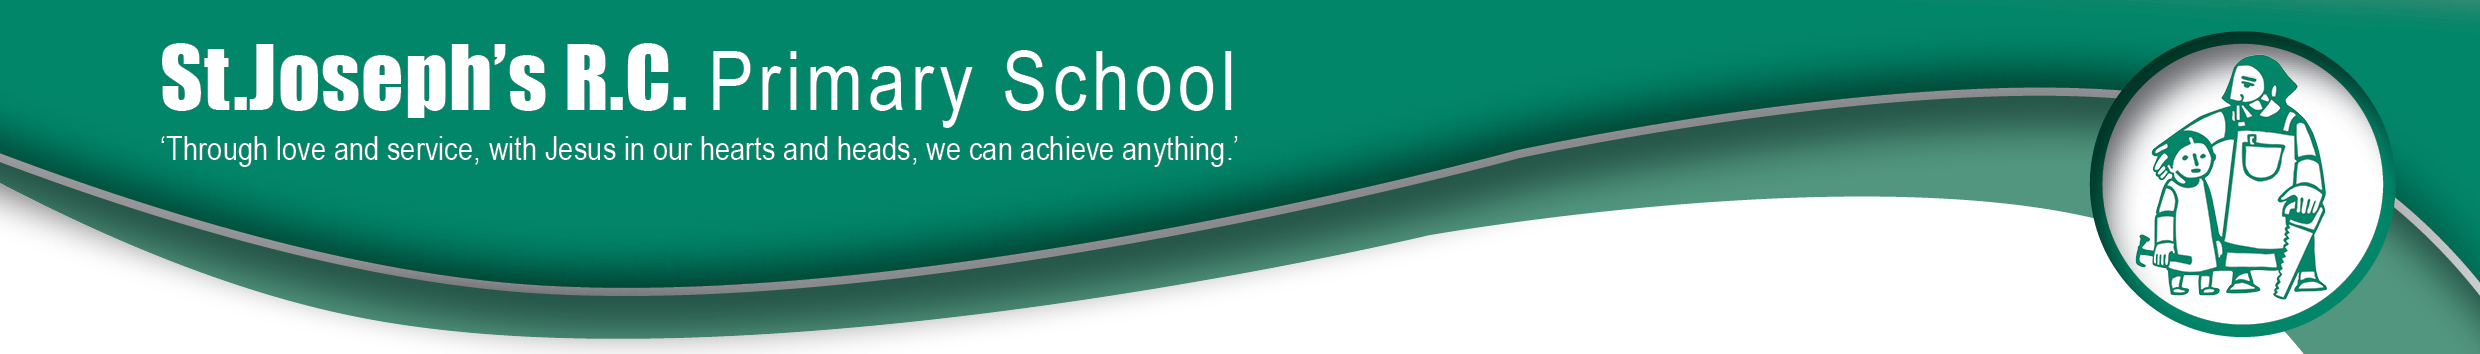 St.Joseph’s R.C. Primary School
‘Through love and service, with Jesus in our hearts and heads, we can achieve anything.’